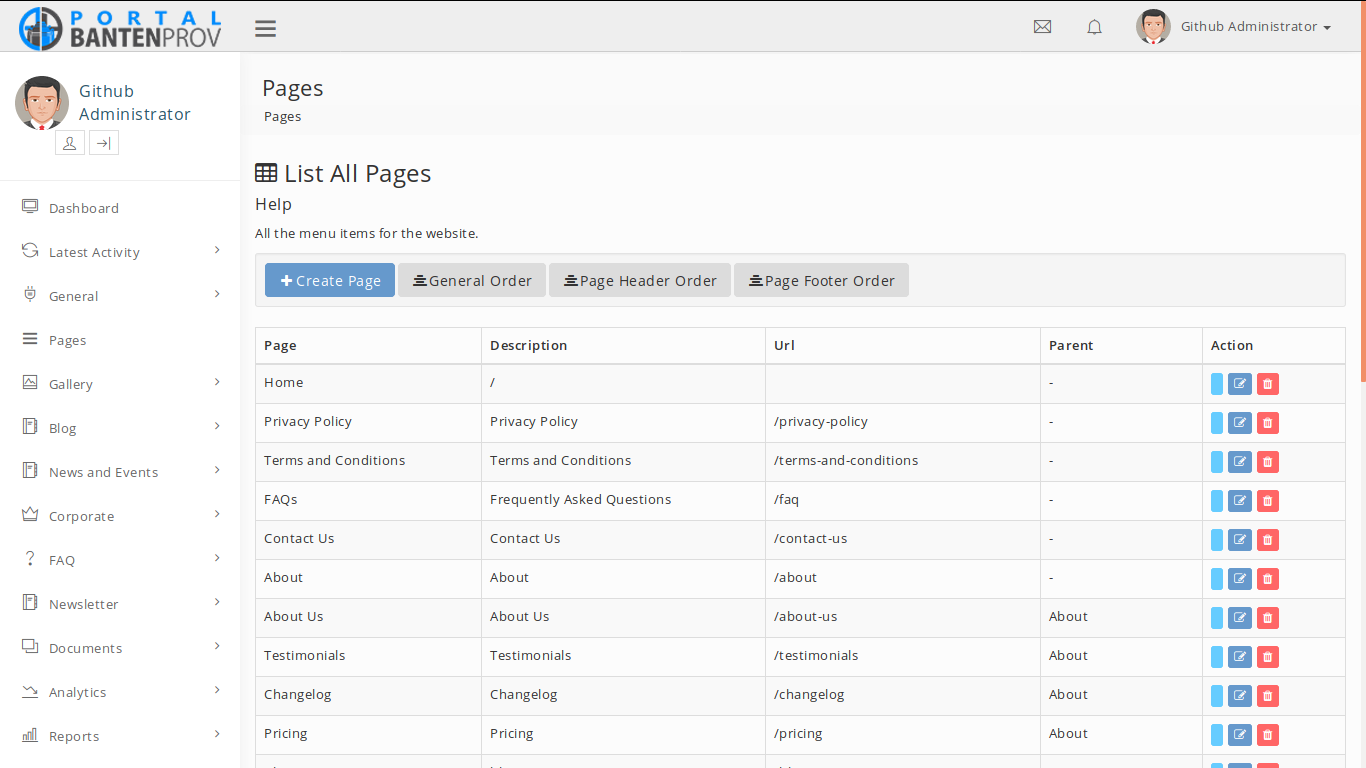 PORTAL
BANTENPROV
Github Administrator
Github
Administrator
Dashboard
Latest Activity
General
Pages
Gallery
Blog
News and Events
Corporate
FAQ
Newsletter
Documents
Analytics
Reports
Pages
Pages
List All Pages
Help
All the menu items for the website.
Create Page General Order Page Header Order Page Footer Order
Page Description Url Parent Action
Home / -
Privacy Policy Privacy Policy /privacy-policy -
Terms and Conditions Terms and Conditions /terms-and-conditions -
FAQs Frequently Asked Questions /faq -
Contact Us Contact Us /contact-us -
About About /about -
About Us About Us /about-us About
Testimonials Testimonials /testimonials About
Changelog Changelog /changelog About
Pricing Pricing /pricing About